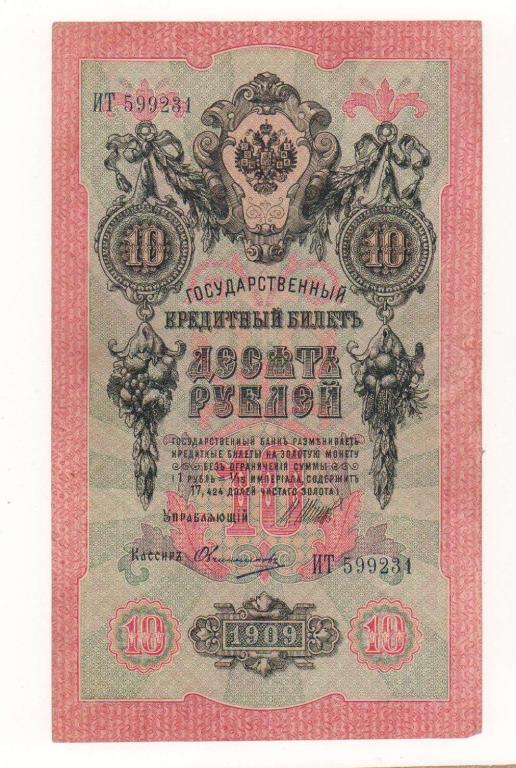 ИТ 599231
10 10
ГОСУДАРСТВЕННЫЙ
КРЕДИТНЫЙ БИЛЕТЪ
ДЕСЯТЬ
РУБЛЕЙ
ГОСУДАРСТВЕННЫЙ БАНКЪ РАЗМѢНИВАЕТЪ
КРЕДИТНЫЕ БИЛЕТЫ НА ЗОЛОТУЮ МОНЕТУ
БЕЗЪ ОГРАНИЧЕНІЯ СУММЫ
(1 РУБЛЬ = 1/15 ИМПЕРІАЛА, СОДЕРЖИТЪ
17,424 ДОЛЕЙ ЧИСТАГО ЗОЛОТА)
10
УПРАВЛЯЮЩІЙ
КАССИРЪ Овчинниковъ
ИТ 599231
10 1909 10